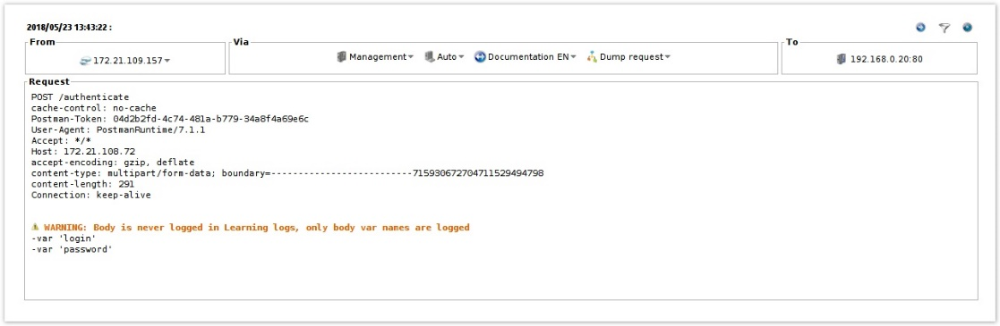 2018/05/23 13:43:22 :
From
Via
To
172.21.109.157
Management
Auto
Documentation EN
Dump request
192.168.0.20:80
Request
POST /authenticate
cache-control: no-cache
Postman-Token: 04d2b2fd-4c74-481a-b779-34a8f4a69e6c
User-Agent: PostmanRuntime/7.1.1
Accept: */*
Host: 172.21.108.72
accept-encoding: gzip, deflate
content-type: multipart/form-data; boundary=--------------------------715930672704711529494798
content-length: 291
Connection: keep-alive
WARNING: Body is never logged in Learning logs, only body var names are logged
-var 'login'
-var 'password'